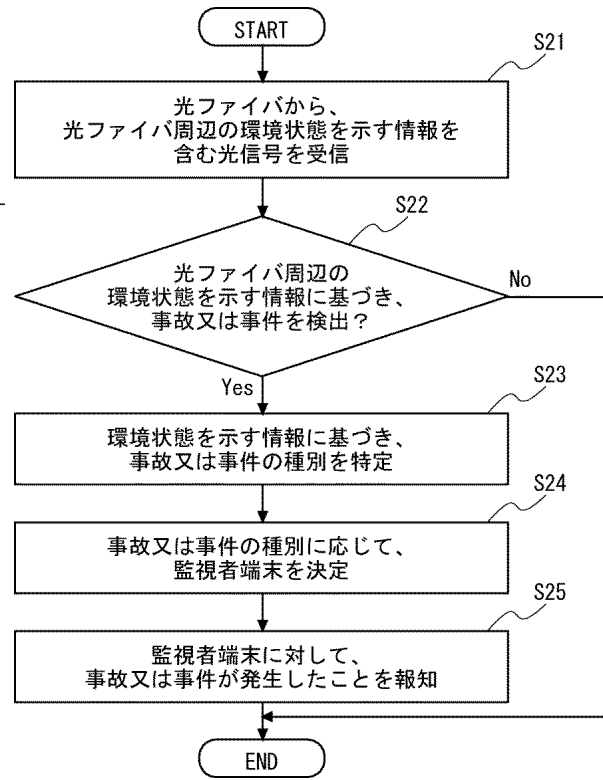 START
S21
光ファイバから、
光ファイバ周辺の環境状態を示す情報を
含む光信号を受信
S22
光ファイバ周辺の
環境状態を示す情報に基づき、
事故又は事件を検出?
No
Yes
S23
環境状態を示す情報に基づき、
事故又は事件の種別を特定
S24
事故又は事件の種別に応じて、
監視者端末を決定
S25
監視者端末に対して、
事故又は事件が発生したことを報知
END